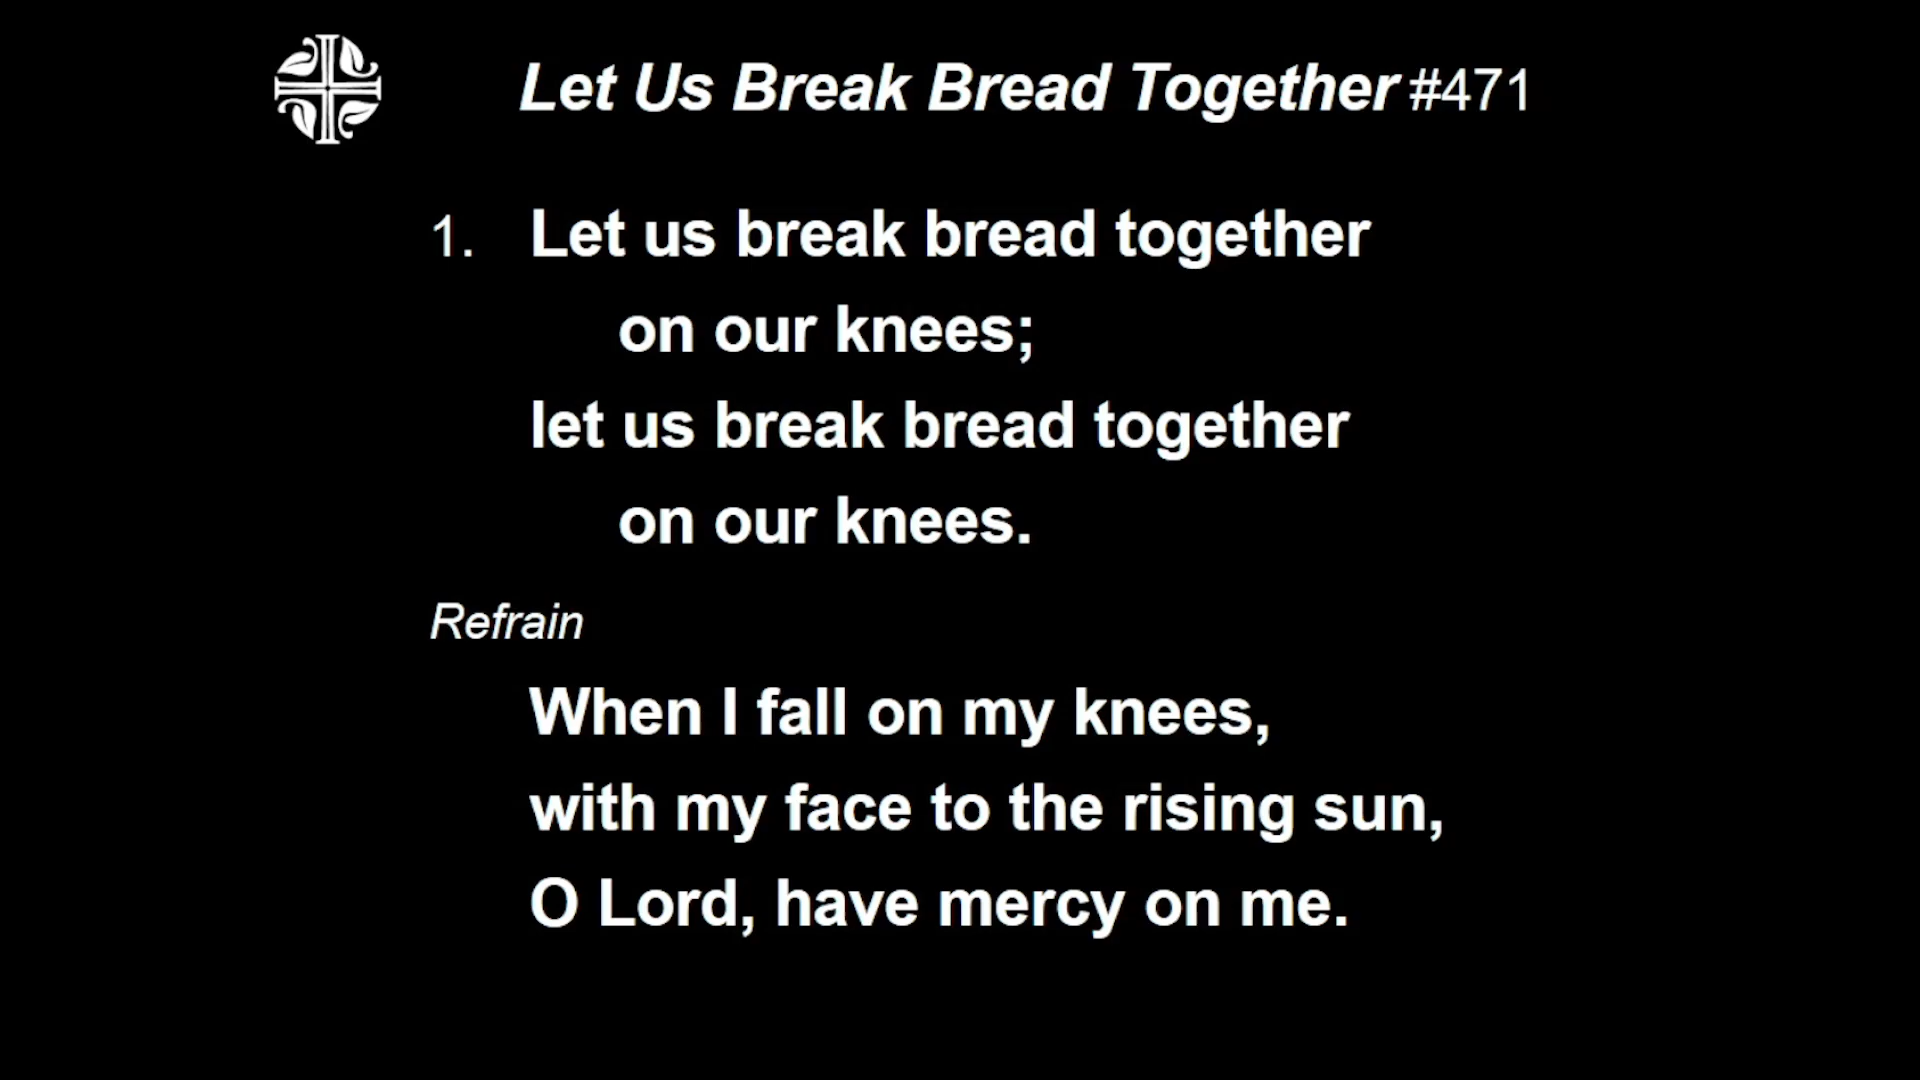 Let Us Break Bread Together #471
1. Let us break bread together
on our knees;
let us break bread together
on our knees.
Refrain
When I fall on my knees,
with my face to the rising sun,
O Lord, have mercy on me.